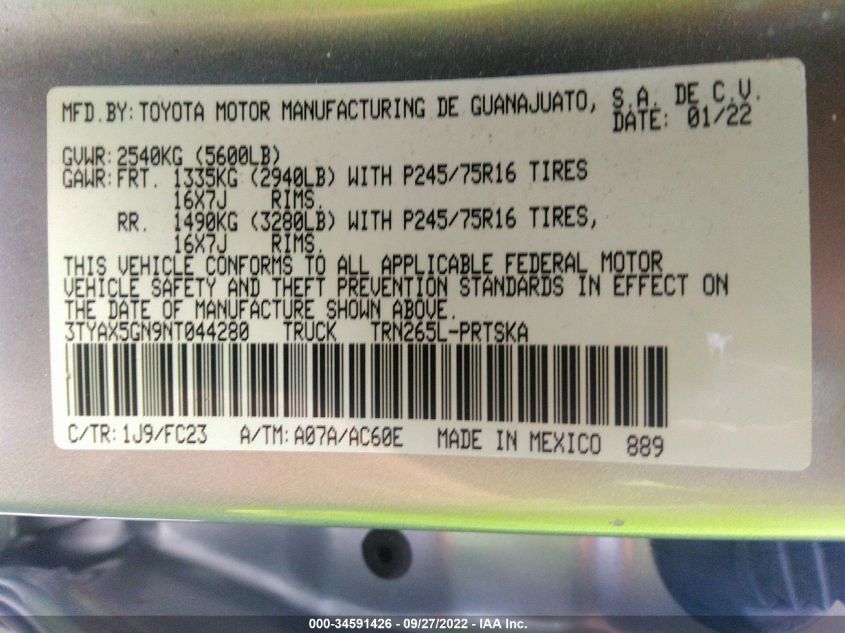 MFD.BY: TOYOTA MOTOR MANUFACTURING DE GUANAJUATO, S.A. DE C.V.
DATE: 01/22
GVWR: 2540KG (5600LB)
GAWR: FRT. 1335KG (2940LB) WITH P245/75R16 TIRES
16X7J RIMS.
RR. 1490KG (3280LB) WITH P245/75R16 TIRES,
16X7J RIMS.
THIS VEHICLE CONFORMS TO ALL APPLICABLE FEDERAL MOTOR
VEHICLE SAFETY AND THEFT PREVENTION STANDARDS IN EFFECT ON
THE DATE OF MANUFACTURE SHOWN ABOVE.
3TYAX5GN9NT044280 TRUCK TRN265L-PRTSKA
C/TR: 1J9/FC23 A/TM: A07A/AC60E MADE IN MEXICO 889
000-34591426 - 09/27/2022 - IAA Inc.